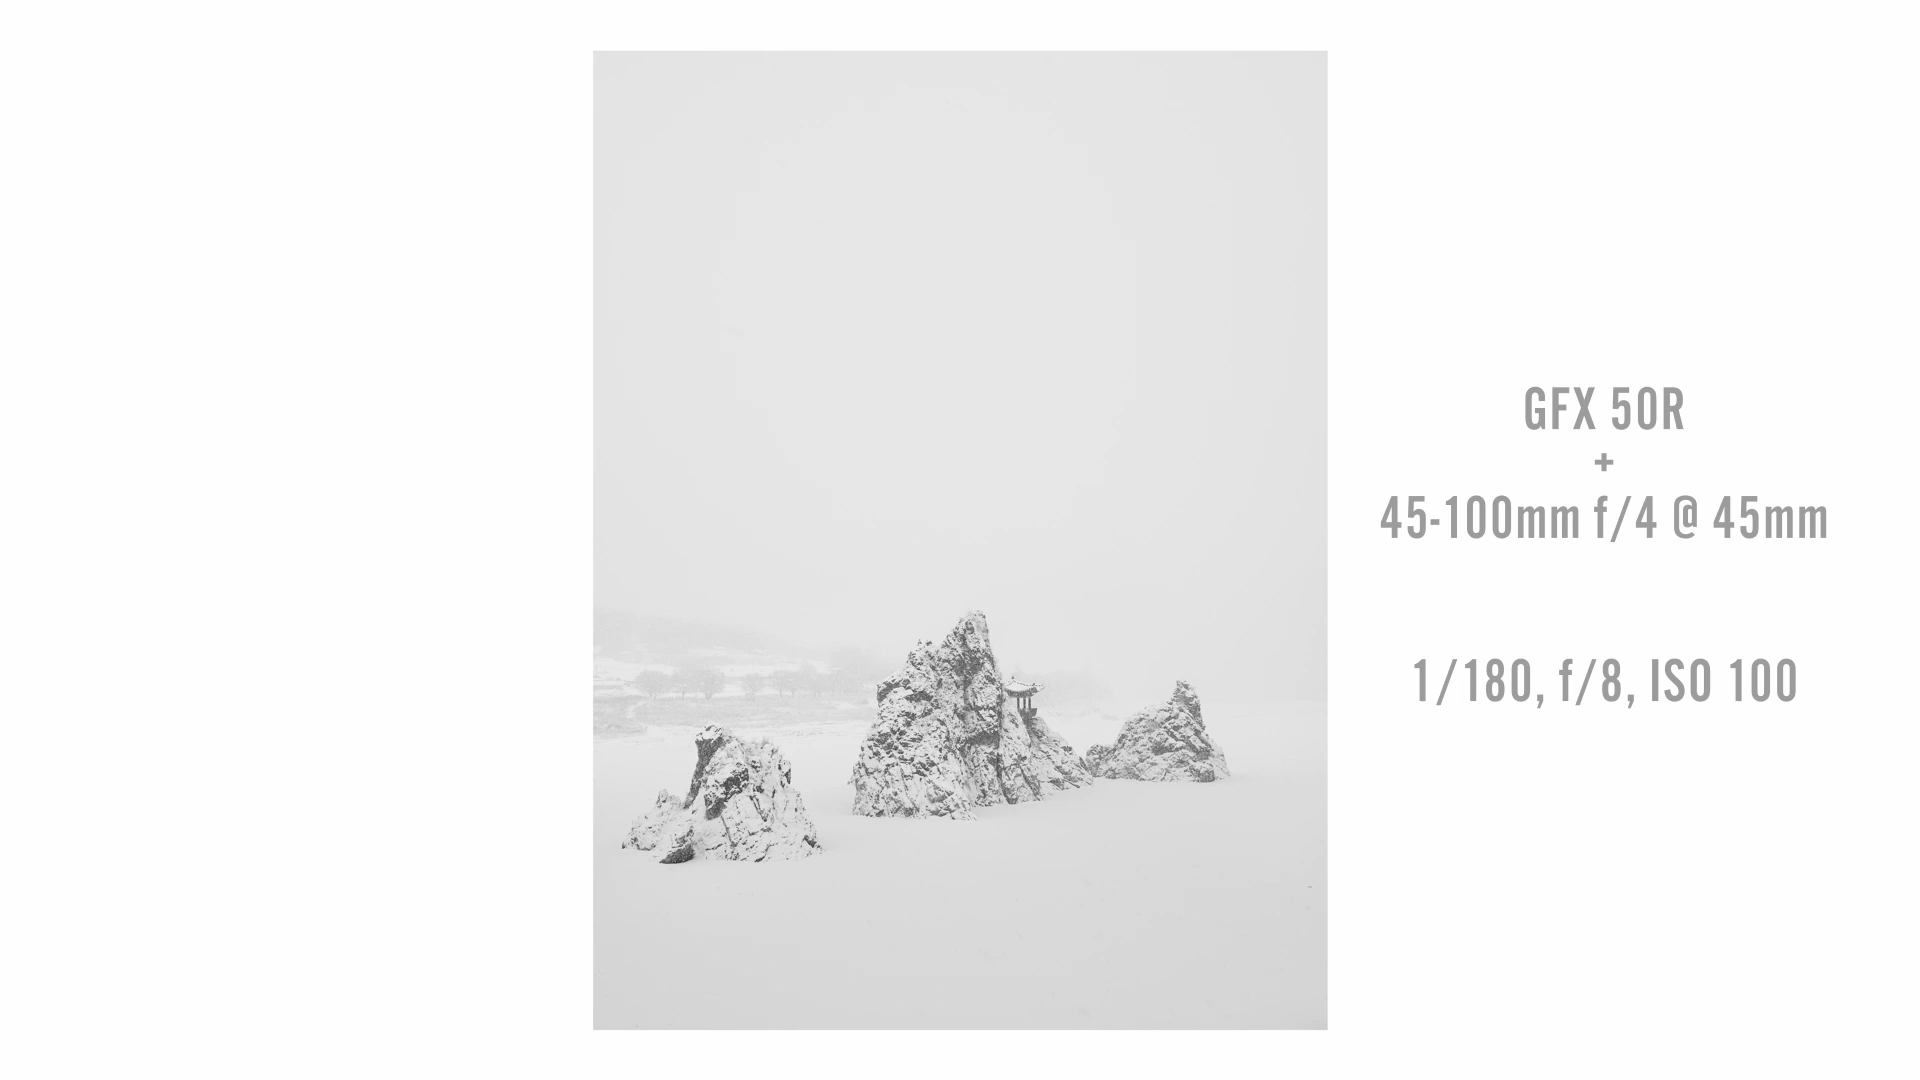 GFX 50R
+
45-100mm f/4 @ 45mm
1/180, f/8, ISO 100